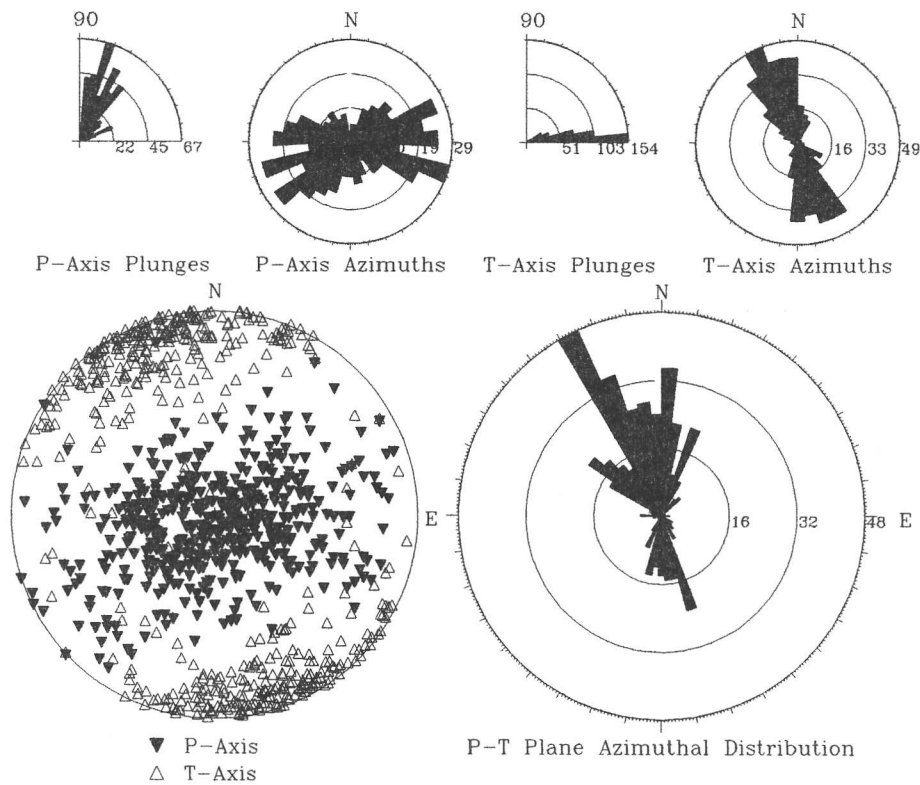 90
22 45 67
P-Axis Plunges
N
19 29
P-Axis Azimuths
51 103 154
T-Axis Plunges
N
16 33 49
T-Axis Azimuths
N
E
P-Axis
T-Axis
N
16 32 48 E
P-T Plane Azimuthal Distribution